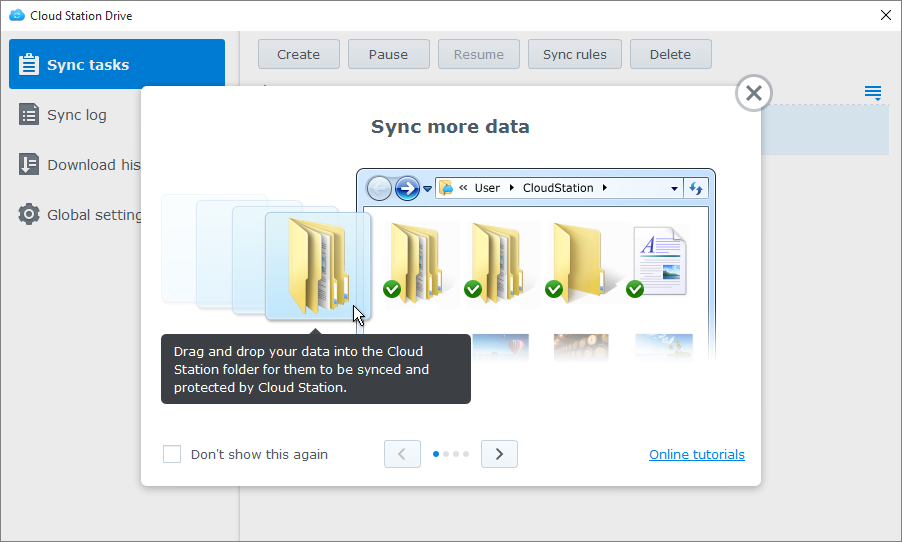 Cloud Station Drive
Sync tasks
Sync log
Download his
Global setting
Create
Pause
Resume
Sync rules
Delete
Sync more data
« User CloudStation
A
Drag and drop your data into the Cloud
Station folder for them to be synced and
protected by Cloud Station.
Don't show this again
Online tutorials